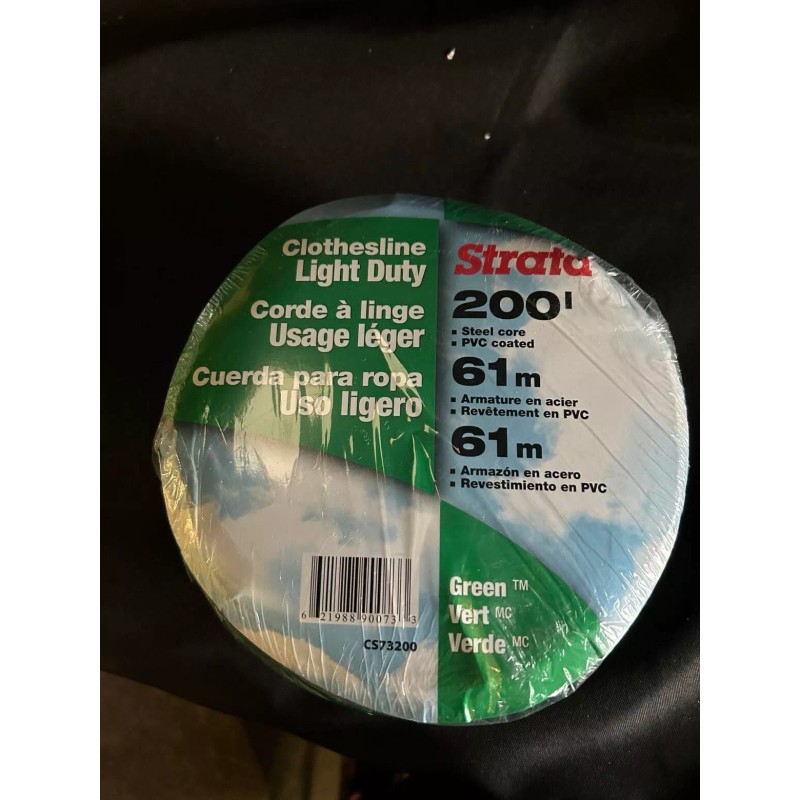 Clothesline
Light Duty
Corde à linge
Usage léger
Cuerda para ropa
Uso ligero
Strata
200'
▪ Steel core
▪ PVC coated
61m
▪ Armature en acier
▪ Revêtement en PVC
61m
▪ Armazón en acero
▪ Revestimiento en PVC
Green TM
Vert MC
Verde MC
6 21988 90073 3
CS73200